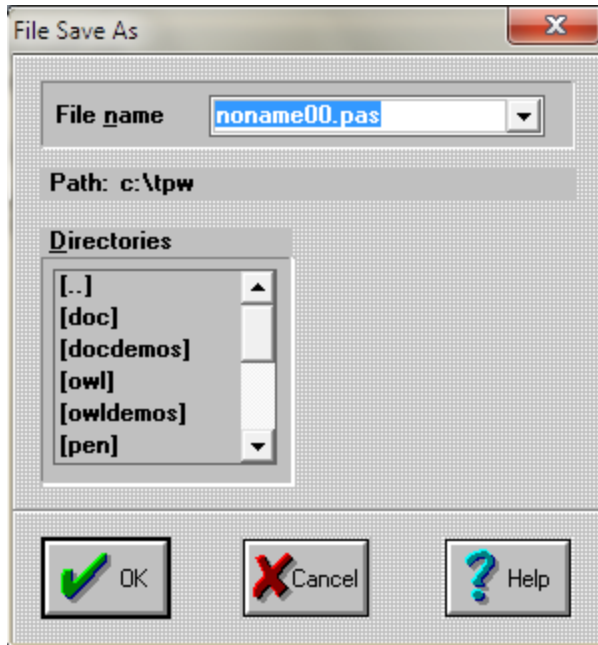 File Save As
File name noname00.pas
Path: c:\tpw
Directories
[..]
[doc]
[docdemos]
[owl]
[owldemos]
[pen]
OK Cancel Help